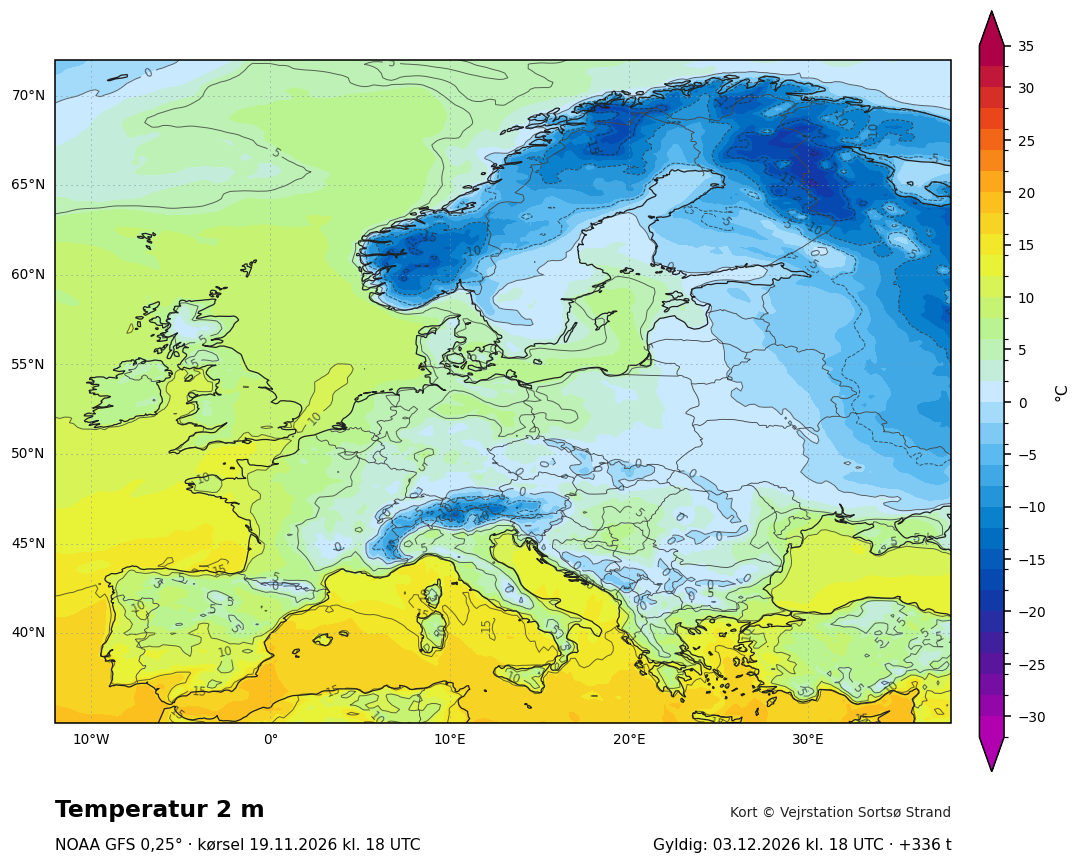 35
30
25
20
15
10
5
0
−5
−10
−15
−20
−25
−30
°C
70°N
65°N
60°N
55°N
50°N
45°N
40°N
10°W
0°
10°E
20°E
30°E
Temperatur 2 m
Kort © Vejrstation Sortsø Strand
NOAA GFS 0,25° · kørsel 19.11.2026 kl. 18 UTC
Gyldig: 03.12.2026 kl. 18 UTC · +336 t